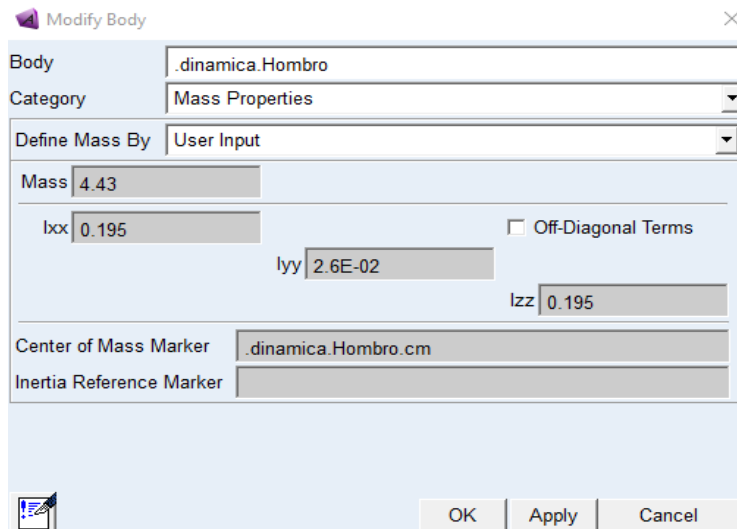 Modify Body
Body .dinamica.Hombro
Category Mass Properties
Define Mass By User Input
Mass 4.43
Ixx 0.195 Off-Diagonal Terms
Iyy 2.6E-02
Izz 0.195
Center of Mass Marker .dinamica.Hombro.cm
Inertia Reference Marker
OK Apply Cancel